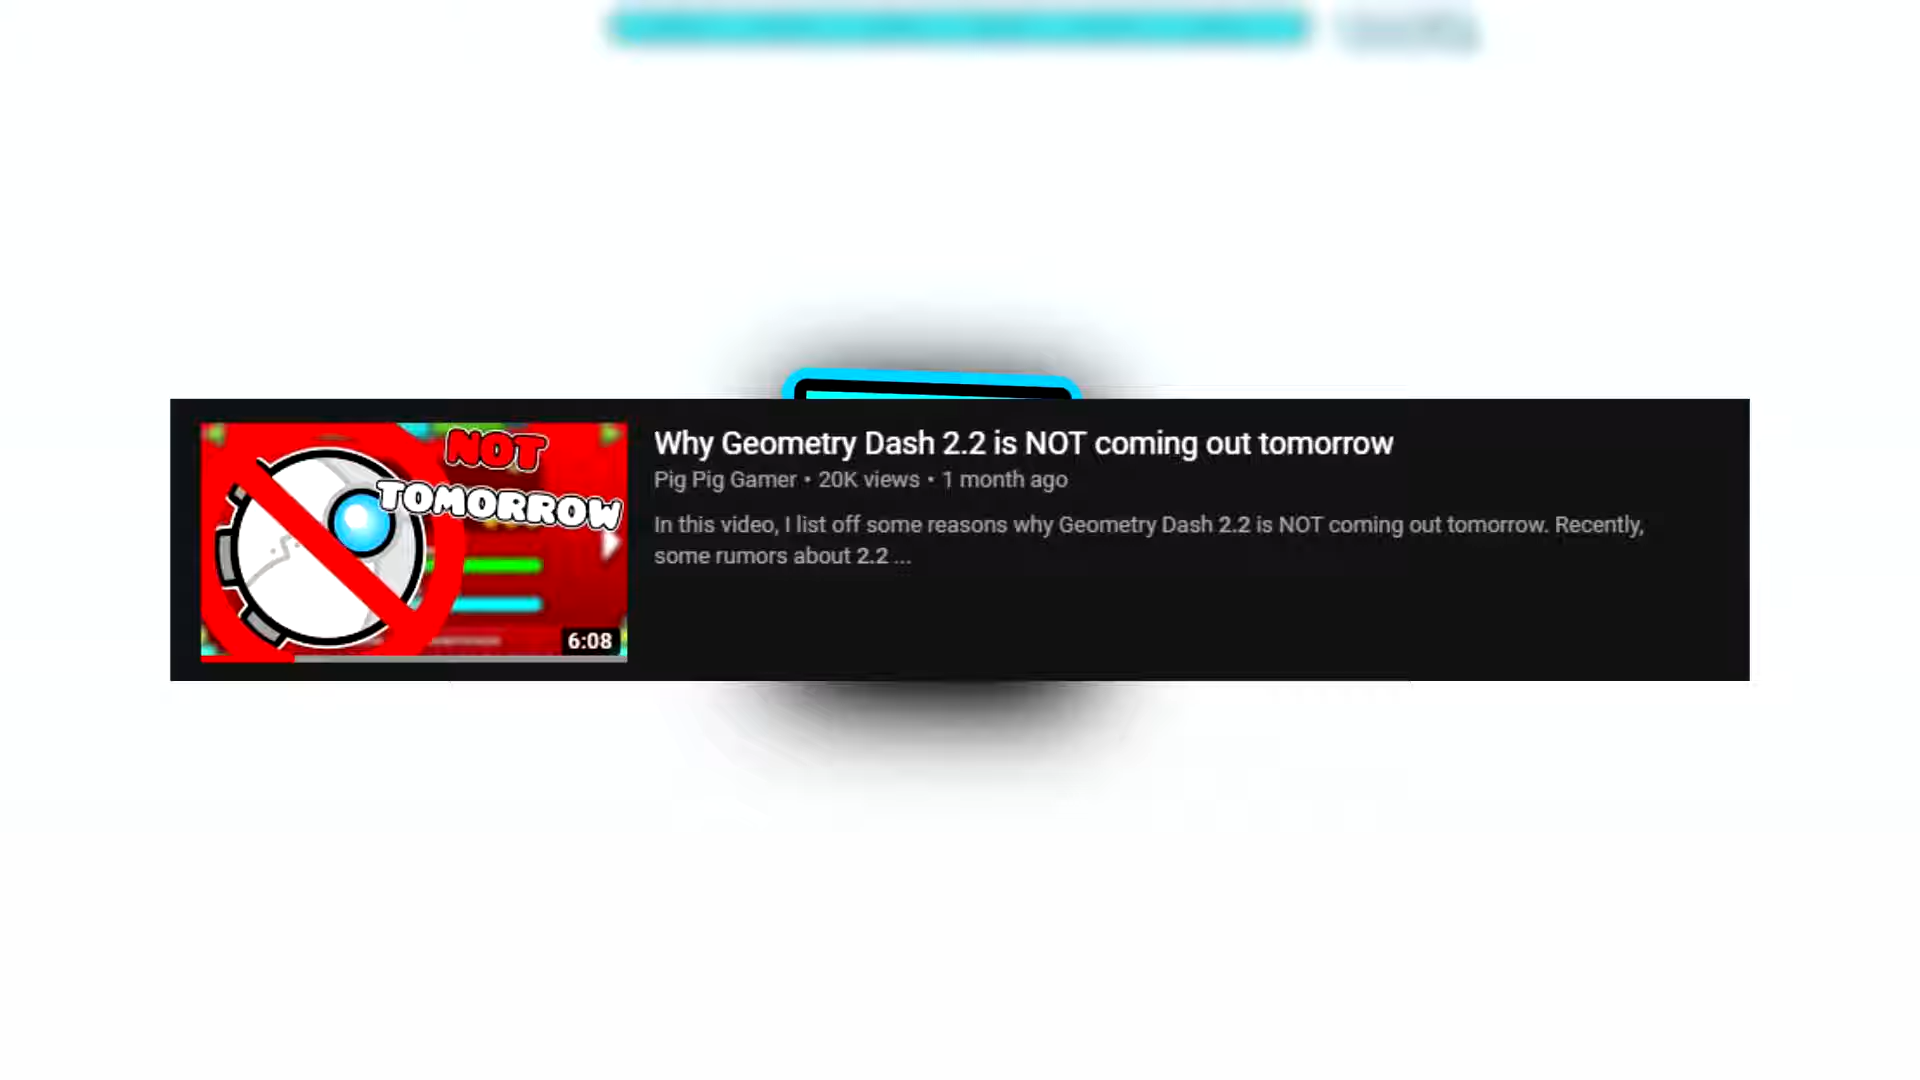 NOT
TOMORROW
6:08
Why Geometry Dash 2.2 is NOT coming out tomorrow
Pig Pig Gamer • 20K views • 1 month ago
In this video, I list off some reasons why Geometry Dash 2.2 is NOT coming out tomorrow. Recently,
some rumors about 2.2 ...